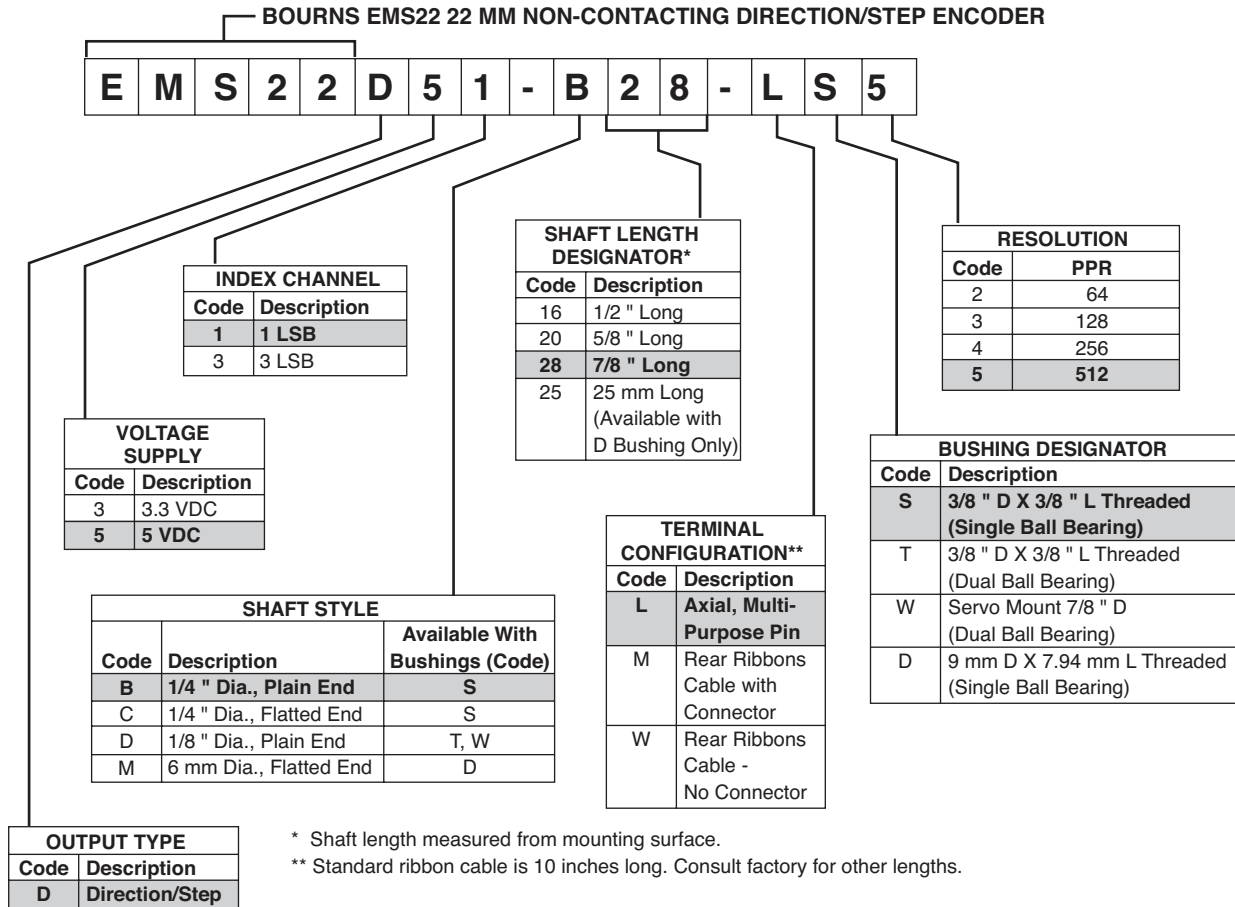 BOURNS EMS22 22 MM NON-CONTACTING DIRECTION/STEP ENCODER
E M S 2 2 D 5 1 - B 2 8 - L S 5
INDEX CHANNEL
Code Description
1 1 LSB
3 3 LSB
SHAFT LENGTH
DESIGNATOR*
Code Description
16 1/2 " Long
20 5/8 " Long
28 7/8 " Long
25 25 mm Long
(Available with
D Bushing Only)
RESOLUTION
Code PPR
2 64
3 128
4 256
5 512
VOLTAGE
SUPPLY
Code Description
3 3.3 VDC
5 5 VDC
BUSHING DESIGNATOR
Code Description
S 3/8 " D X 3/8 " L Threaded
(Single Ball Bearing)
T 3/8 " D X 3/8 " L Threaded
(Dual Ball Bearing)
W Servo Mount 7/8 " D
(Dual Ball Bearing)
D 9 mm D X 7.94 mm L Threaded
(Single Ball Bearing)
TERMINAL
CONFIGURATION**
Code Description
L Axial, Multi-
Purpose Pin
M Rear Ribbons
Cable with
Connector
W Rear Ribbons
Cable -
No Connector
SHAFT STYLE
Available With
Code Description Bushings (Code)
B 1/4 " Dia., Plain End S
C 1/4 " Dia., Flatted End S
D 1/8 " Dia., Plain End T, W
M 6 mm Dia., Flatted End D
OUTPUT TYPE
Code Description
D Direction/Step
* Shaft length measured from mounting surface.
** Standard ribbon cable is 10 inches long. Consult factory for other lengths.